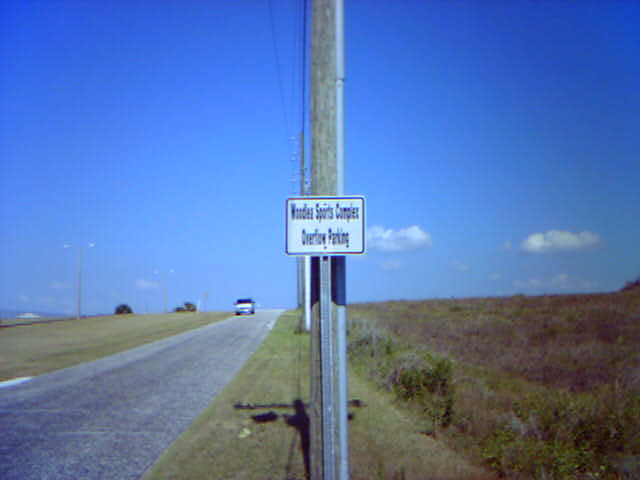 Woodlea Sports Complex
Overflow Parking